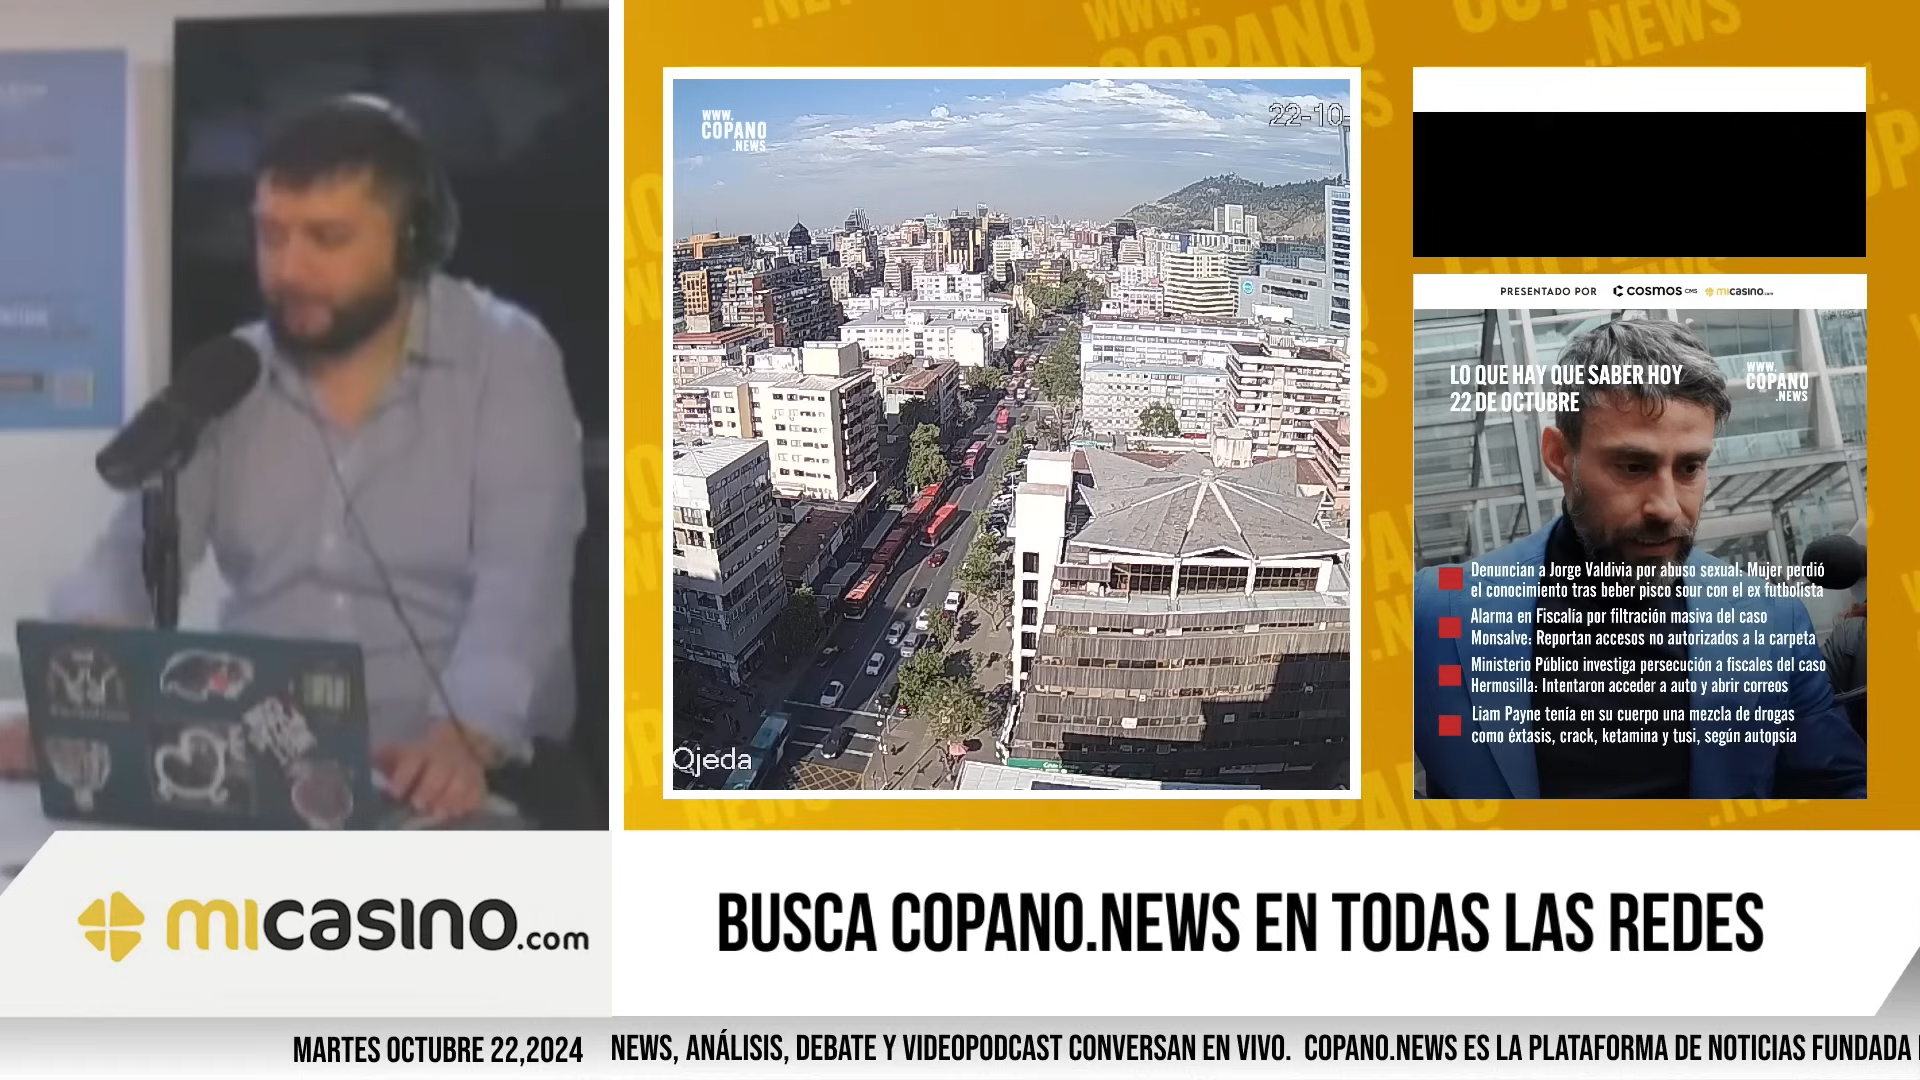 WWW.
COPANO
.NEWS
22-10-
Ojeda
PRESENTADO POR COSMOS CMS micasino.com
LO QUE HAY QUE SABER HOY
22 DE OCTUBRE
WWW.
COPANO
.NEWS
Denuncian a Jorge Valdivia por abuso sexual: Mujer perdió
el conocimiento tras beber pisco sour con el ex futbolista
Alarma en Fiscalía por filtración masiva del caso
Monsalve: Reportan accesos no autorizados a la carpeta
Ministerio Público investiga persecución a fiscales del caso
Hermosilla: Intentaron acceder a auto y abrir correos
Liam Payne tenía en su cuerpo una mezcla de drogas
como éxtasis, crack, ketamina y tusi, según autopsia
micasino.com
BUSCA COPANO.NEWS EN TODAS LAS REDES
MARTES OCTUBRE 22,2024
NEWS, ANÁLISIS, DEBATE Y VIDEOPODCAST CONVERSAN EN VIVO. COPANO.NEWS ES LA PLATAFORMA DE NOTICIAS FUNDADA